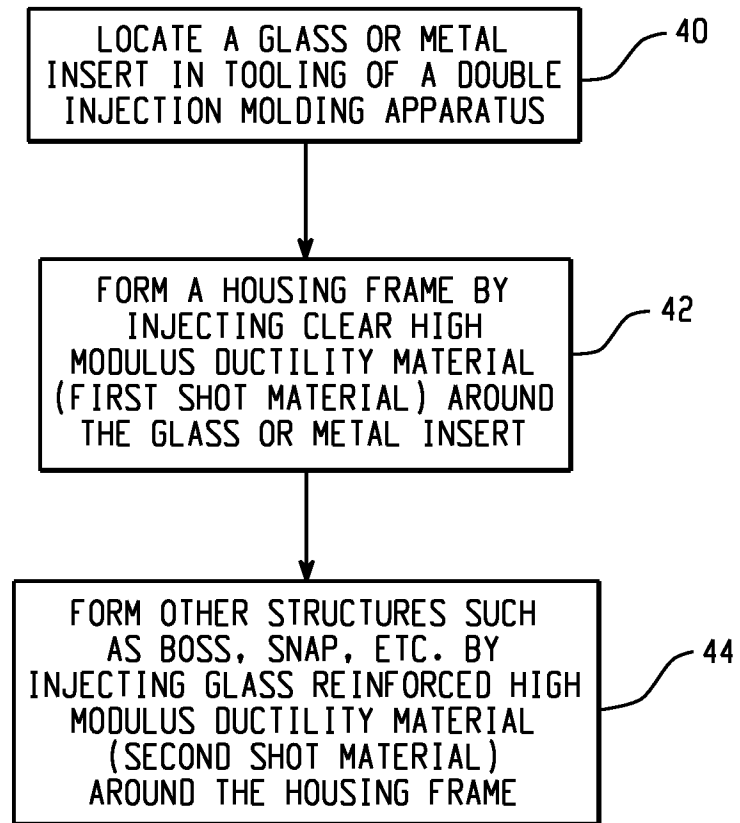 LOCATE A GLASS OR METAL
INSERT IN TOOLING OF A DOUBLE
INJECTION MOLDING APPARATUS
40
FORM A HOUSING FRAME BY
INJECTING CLEAR HIGH
MODULUS DUCTILITY MATERIAL
(FIRST SHOT MATERIAL) AROUND
THE GLASS OR METAL INSERT
42
FORM OTHER STRUCTURES SUCH
AS BOSS, SNAP, ETC. BY
INJECTING GLASS REINFORCED HIGH
MODULUS DUCTILITY MATERIAL
(SECOND SHOT MATERIAL)
AROUND THE HOUSING FRAME
44